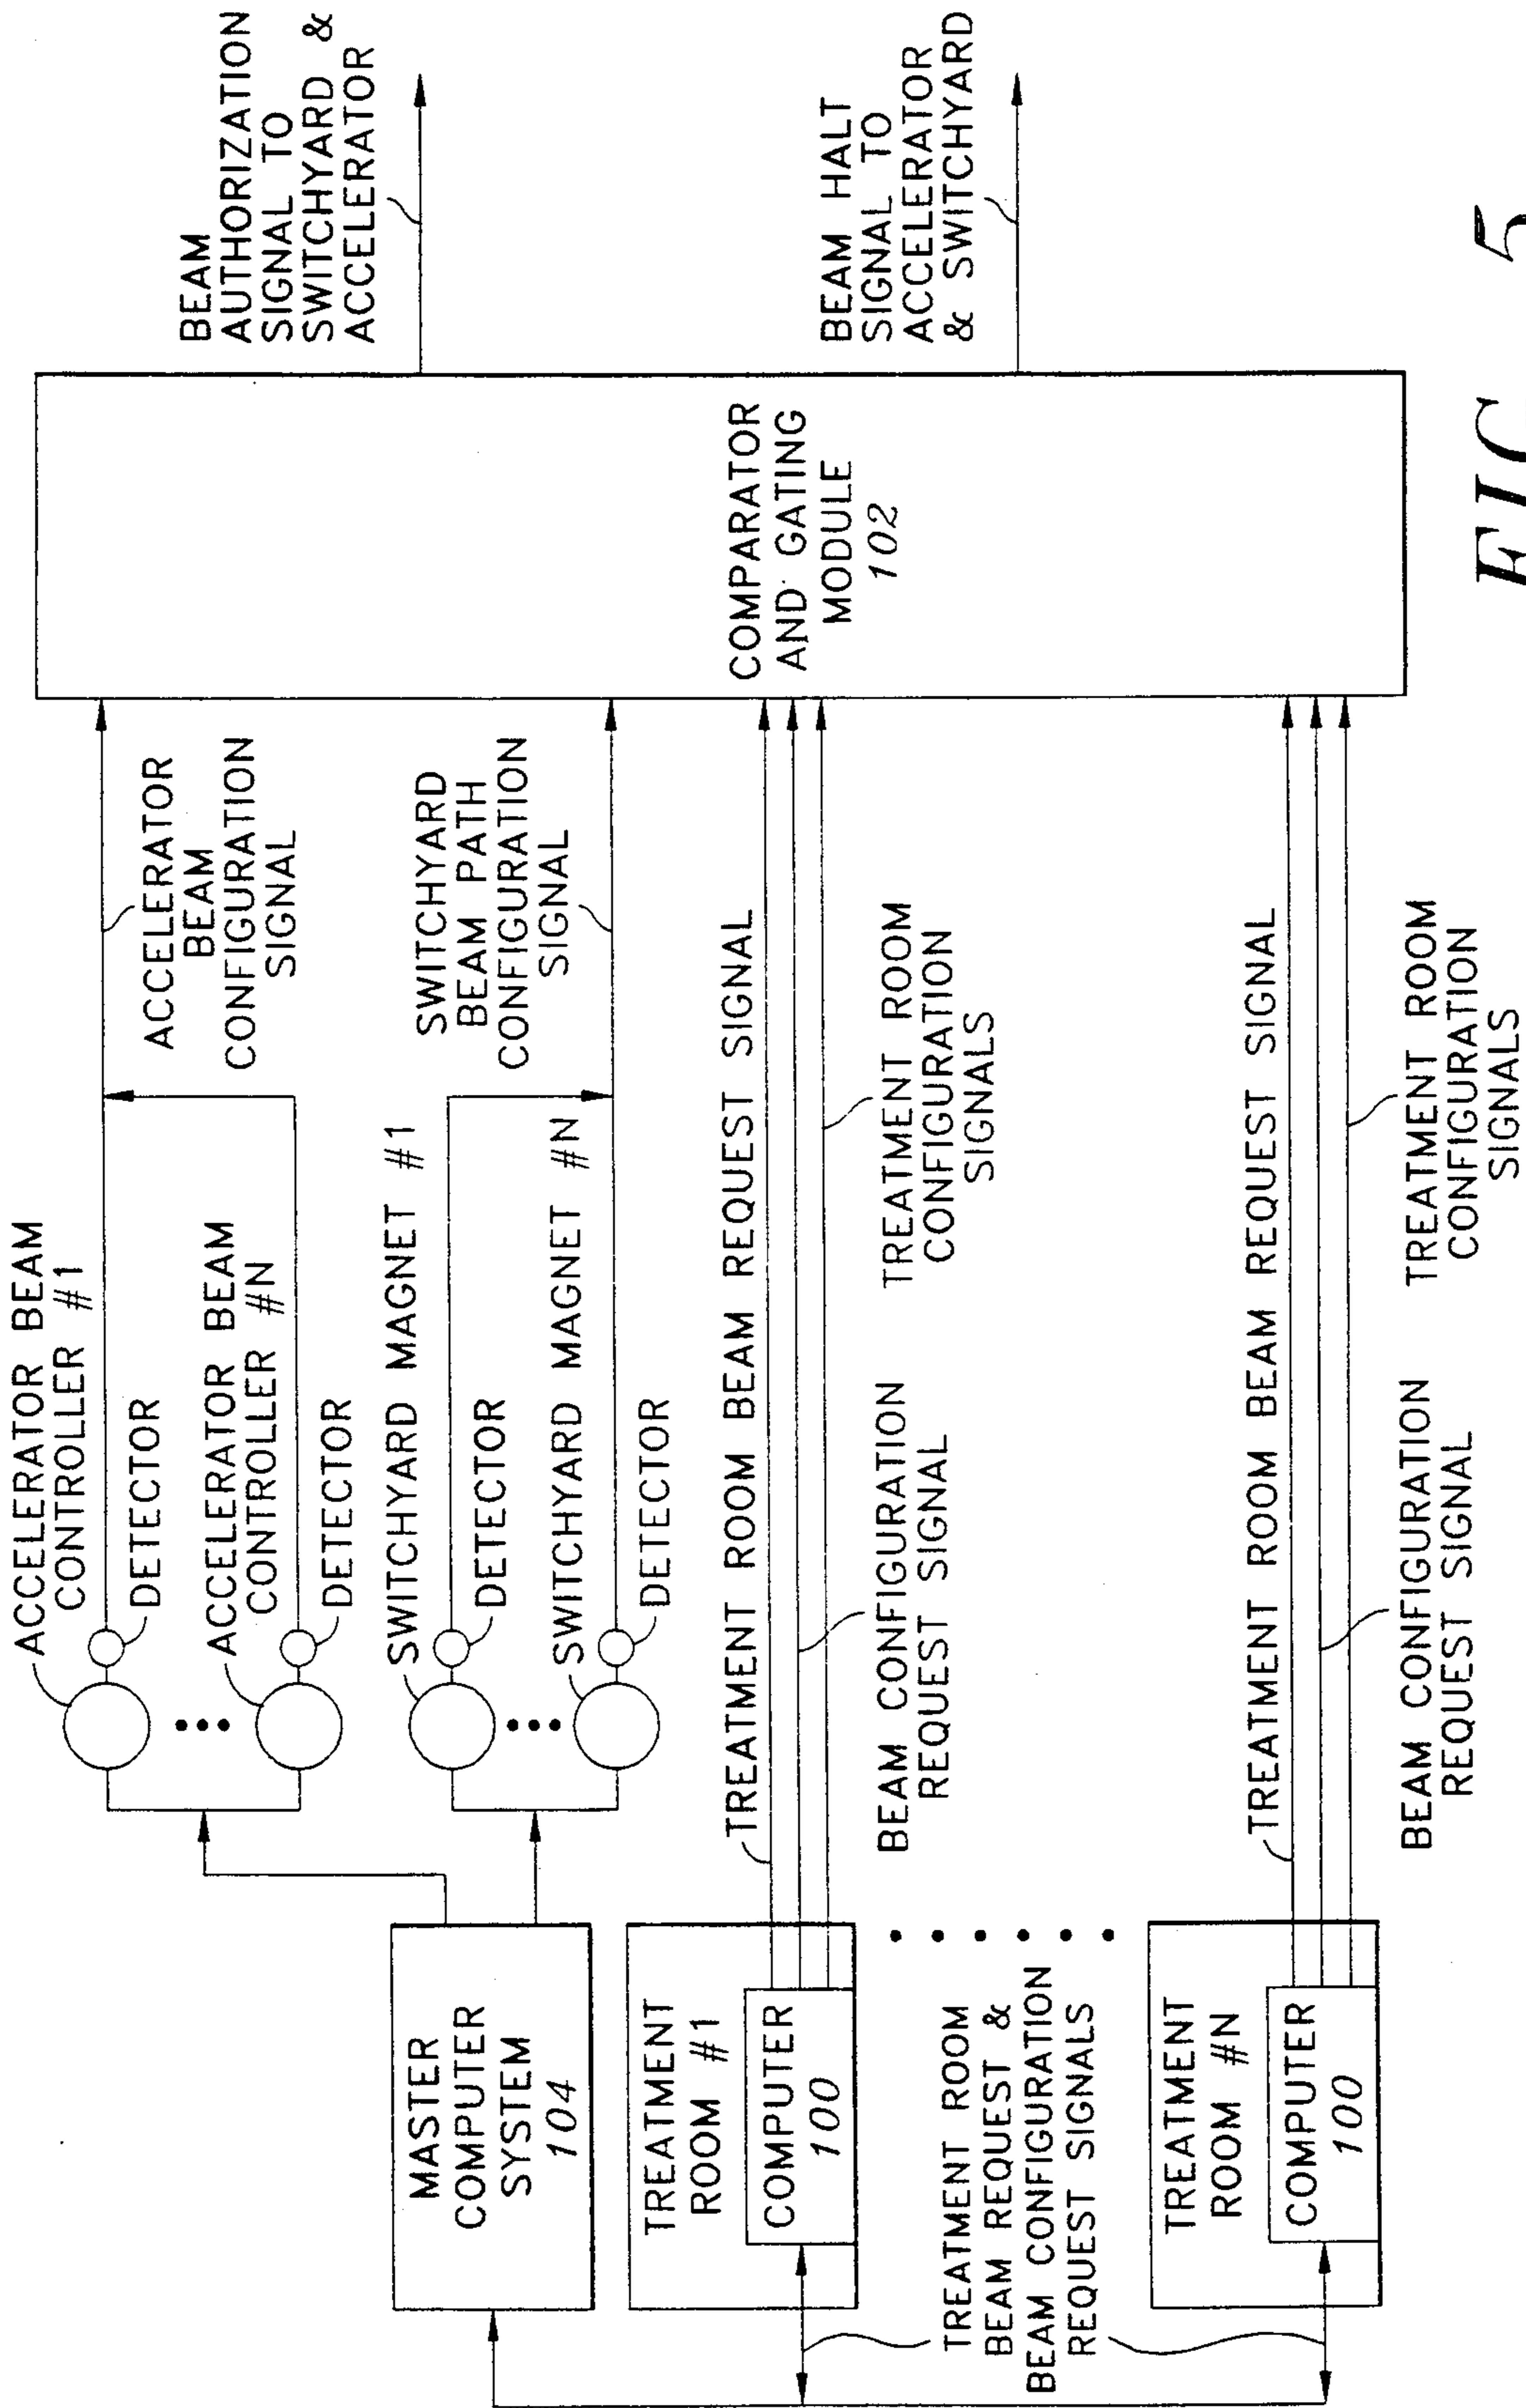 ACCELERATOR BEAM
CONTROLLER #1
DETECTOR
ACCELERATOR BEAM
CONTROLLER #N
DETECTOR
SWITCHYARD MAGNET #1
DETECTOR
SWITCHYARD MAGNET #N
DETECTOR
ACCELERATOR
BEAM
CONFIGURATION
SIGNAL
SWITCHYARD
BEAM PATH
CONFIGURATION
SIGNAL
MASTER
COMPUTER
SYSTEM
104
TREATMENT
ROOM #1
COMPUTER
100
TREATMENT ROOM BEAM REQUEST SIGNAL
BEAM CONFIGURATION
REQUEST SIGNAL
TREATMENT ROOM
CONFIGURATION
SIGNALS
TREATMENT ROOM
BEAM REQUEST &
BEAM CONFIGURATION
REQUEST SIGNALS
TREATMENT
ROOM #N
COMPUTER
100
TREATMENT ROOM BEAM REQUEST SIGNAL
BEAM CONFIGURATION
REQUEST SIGNAL
TREATMENT ROOM
CONFIGURATION
SIGNALS
COMPARATOR
AND GATING
MODULE
102
BEAM
AUTHORIZATION
SIGNAL TO
SWITCHYARD &
ACCELERATOR
BEAM HALT
SIGNAL TO
ACCELERATOR
& SWITCHYARD
FIG. 5